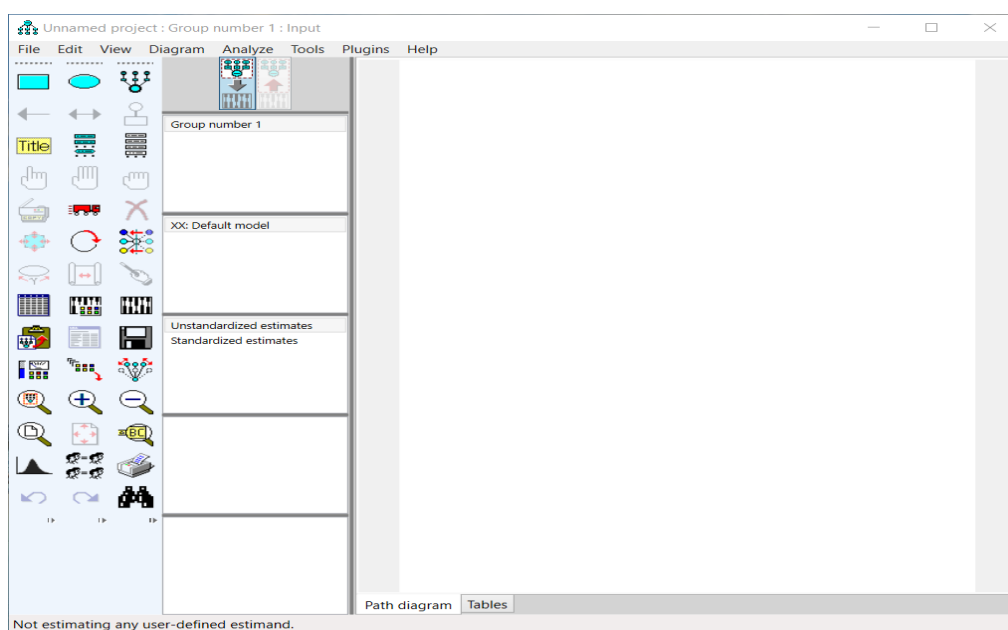 Unnamed project : Group number 1 : Input
File Edit View Diagram Analyze Tools Plugins Help
Group number 1
Title
XX: Default model
Unstandardized estimates
Standardized estimates
Path diagram Tables
Not estimating any user-defined estimand.